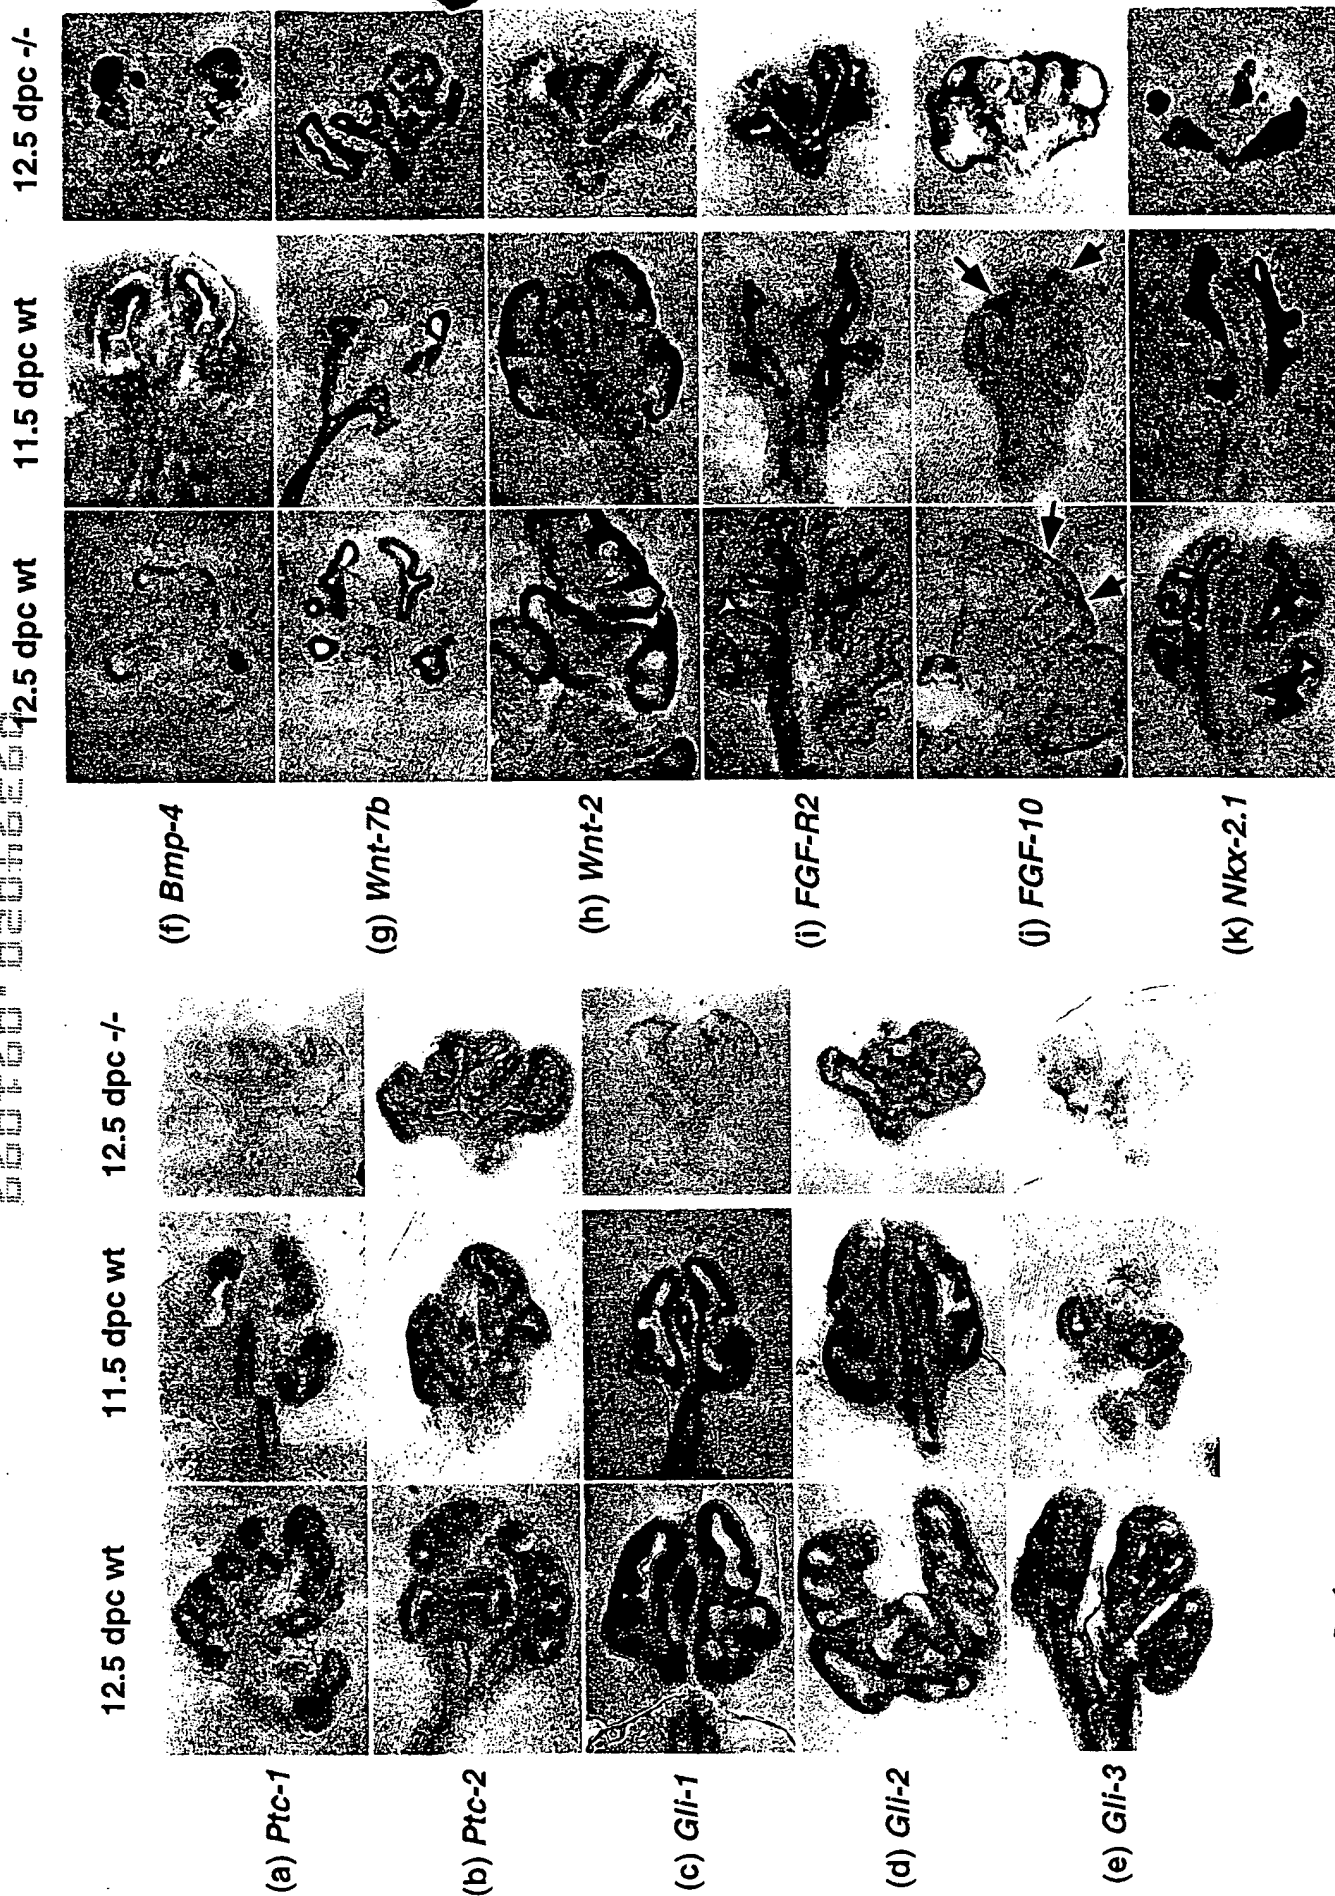 12.5 dpc wt 11.5 dpc wt 12.5 dpc -/-
(a) Ptc-1
(b) Ptc-2
(c) Gli-1
(d) Gli-2
(e) Gli-3
12.5 dpc wt 11.5 dpc wt 12.5 dpc -/-
(f) Bmp-4
(g) Wnt-7b
(h) Wnt-2
(i) FGF-R2
(j) FGF-10
(k) Nkx-2.1